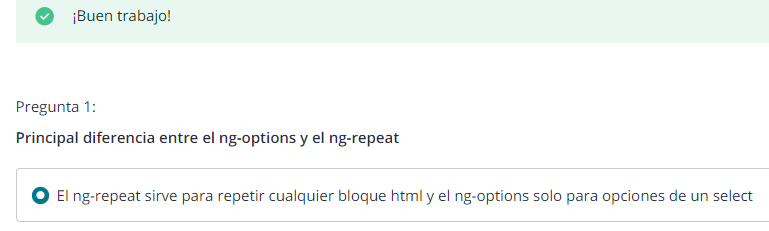 ¡Buen trabajo!
Pregunta 1:
Principal diferencia entre el ng-options y el ng-repeat
El ng-repeat sirve para repetir cualquier bloque html y el ng-options solo para opciones de un select